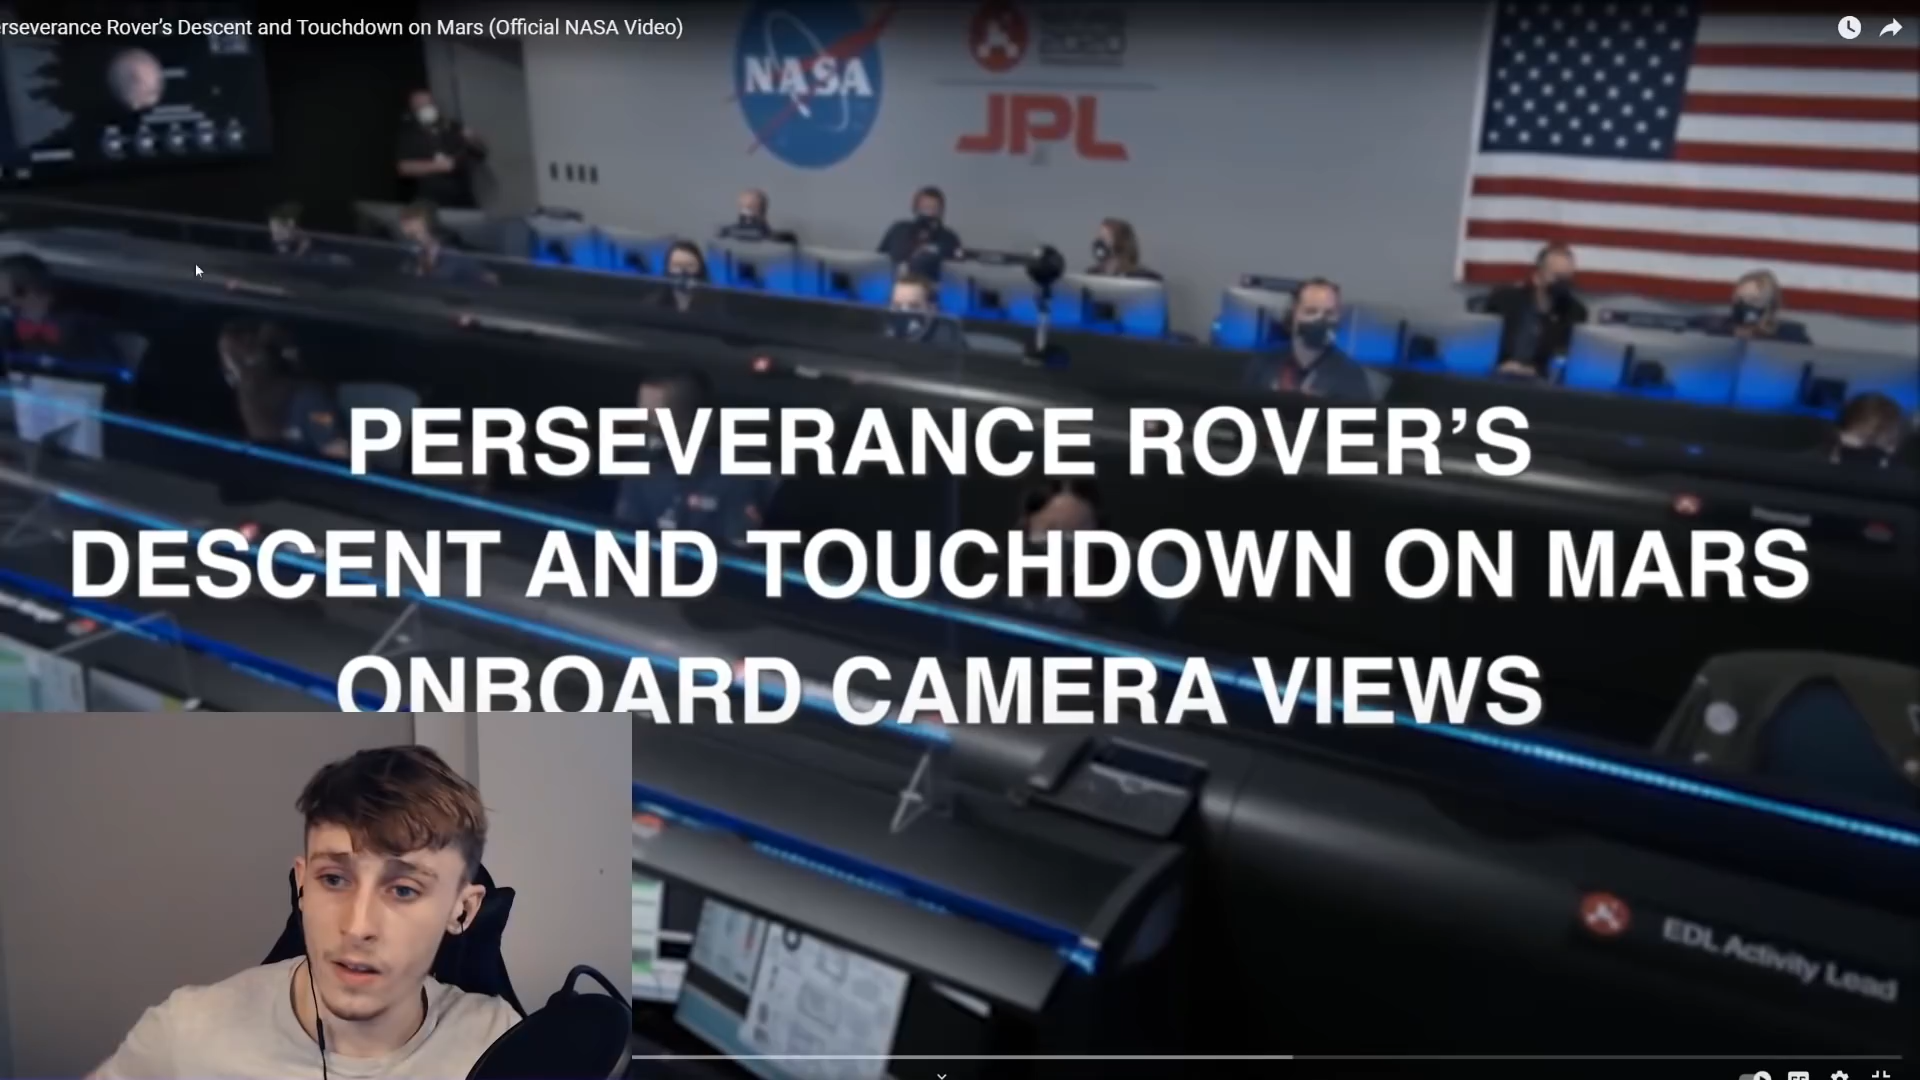 erseverance Rover's Descent and Touchdown on Mars (Official NASA Video)
NASA
JPL
PERSEVERANCE ROVER'S
DESCENT AND TOUCHDOWN ON MARS
ONBOARD CAMERA VIEWS
EDL Activity Lead